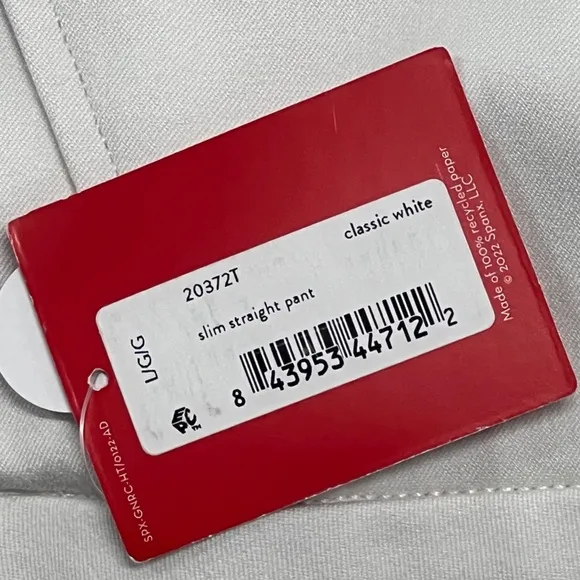 20372T
classic white
slim straight pant
L/G/G
8 43953 44712 2
EPC™
Made of 100% recycled paper
© 2022 Spanx, LLC
SPX-GNRC-HT/0122-AD